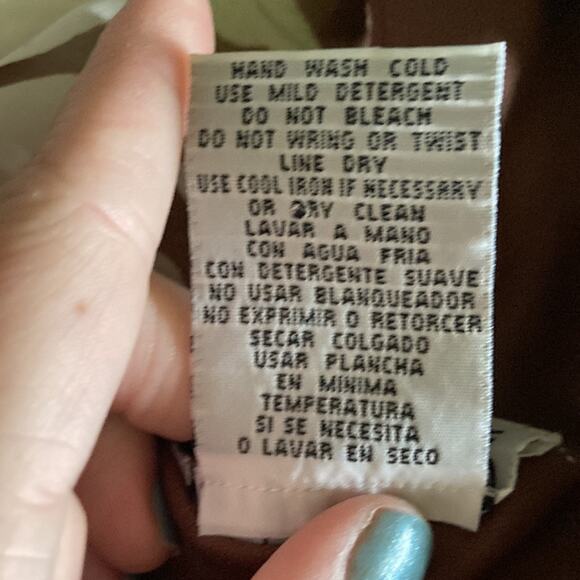 HAND WASH COLD
USE MILD DETERGENT
DO NOT BLEACH
DO NOT WRING OR TWIST
LINE DRY
USE COOL IRON IF NECESSARY
OR DRY CLEAN
LAVAR A MANO
CON AGUA FRIA
CON DETERGENTE SUAVE
NO USAR BLANQUEADOR
NO EXPRIMIR O RETORCER
SECAR COLGADO
USAR PLANCHA
EN MINIMA
TEMPERATURA
SI SE NECESITA
O LAVAR EN SECO